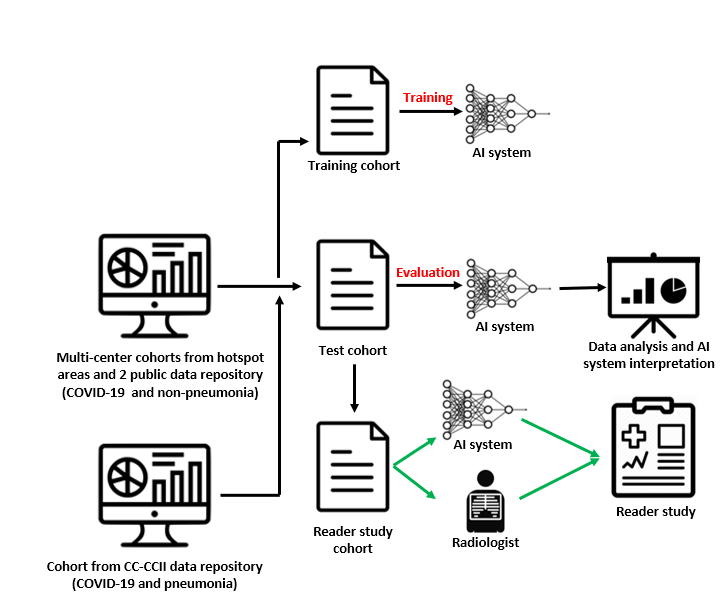 Training
Training cohort
AI system
Evaluation
Multi-center cohorts from hotspot
areas and 2 public data repository
(COVID-19 and non-pneumonia)
Test cohort
AI system
Data analysis and AI
system interpretation
AI system
Reader study
cohort
Radiologist
Reader study
Cohort from CC-CCII data repository
(COVID-19 and pneumonia)